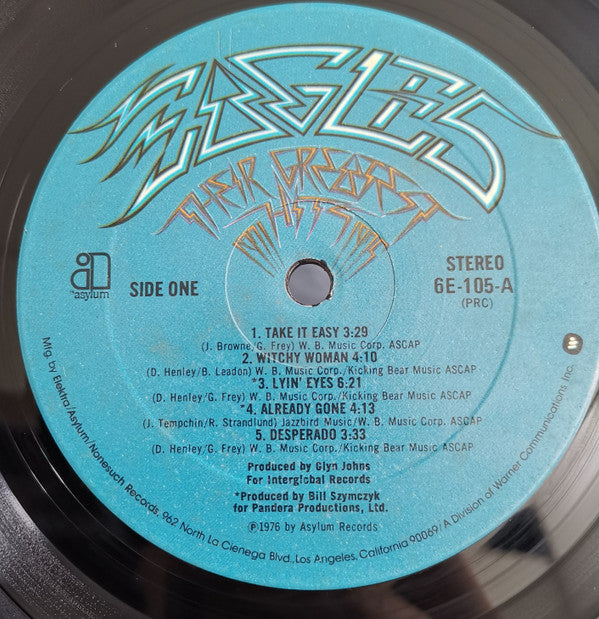 EAGLES
THEIR GREATEST
HITS
asylum
SIDE ONE
STEREO
6E-105-A
(PRC)
1. TAKE IT EASY 3:29
(J. Browne/G. Frey) W. B. Music Corp. ASCAP
2. WITCHY WOMAN 4:10
(D. Henley/B. Leadon) W. B. Music Corp./Kicking Bear Music ASCAP
*3. LYIN' EYES 6:21
(D. Henley/G. Frey) W. B. Music Corp./Kicking Bear Music ASCAP
*4. ALREADY GONE 4:13
(J. Tempchin/R. Strandlund) Jazzbird Music/W. B. Music Corp. ASCAP
5. DESPERADO 3:33
(D. Henley/G. Frey) W. B. Music Corp./Kicking Bear Music ASCAP
Produced by Glyn Johns
For Interglobal Records
*Produced by Bill Szymczyk
for Pandora Productions, Ltd.
℗1976 by Asylum Records
Mfg. by Elektra/Asylum/Nonesuch Records, 962 North La Cienega Blvd., Los Angeles, California 90069/A Division of Warner Communications Inc.